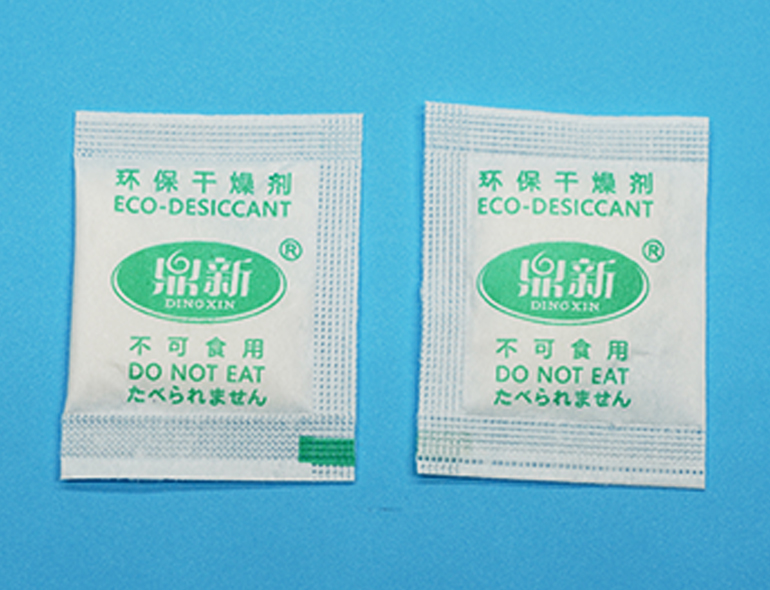 环保干燥剂
ECO-DESICCANT
鼎新®
DINGXIN
不可食用
DO NOT EAT
たべられません
环保干燥剂
ECO-DESICCANT
鼎新®
DINGXIN
不可食用
DO NOT EAT
たべられません